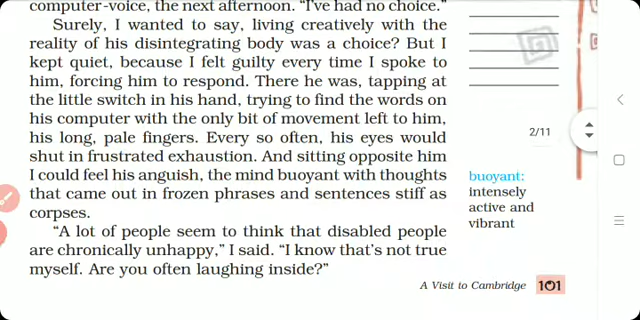 computer-voice, the next afternoon. “I’ve had no choice.”
Surely, I wanted to say, living creatively with the
reality of his disintegrating body was a choice? But I
kept quiet, because I felt guilty every time I spoke to
him, forcing him to respond. There he was, tapping at
the little switch in his hand, trying to find the words on
his computer with the only bit of movement left to him,
his long, pale fingers. Every so often, his eyes would
shut in frustrated exhaustion. And sitting opposite him
I could feel his anguish, the mind buoyant with thoughts
that came out in frozen phrases and sentences stiff as
corpses.
“A lot of people seem to think that disabled people
are chronically unhappy,” I said. “I know that’s not true
myself. Are you often laughing inside?”
2/11
buoyant:
intensely
active and
vibrant
A Visit to Cambridge 101